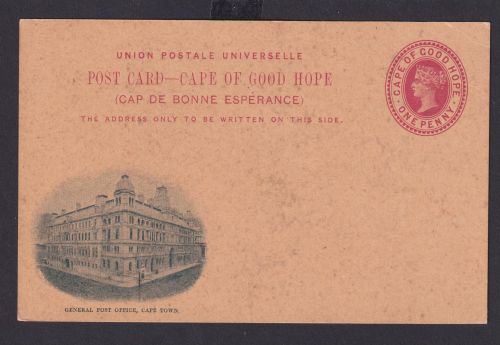 UNION POSTALE UNIVERSELLE
POST CARD—CAPE OF GOOD HOPE
(CAP DE BONNE ESPÉRANCE)
THE ADDRESS ONLY TO BE WRITTEN ON THIS SIDE.
CAPE OF GOOD HOPE
ONE PENNY
GENERAL POST OFFICE, CAPE TOWN.